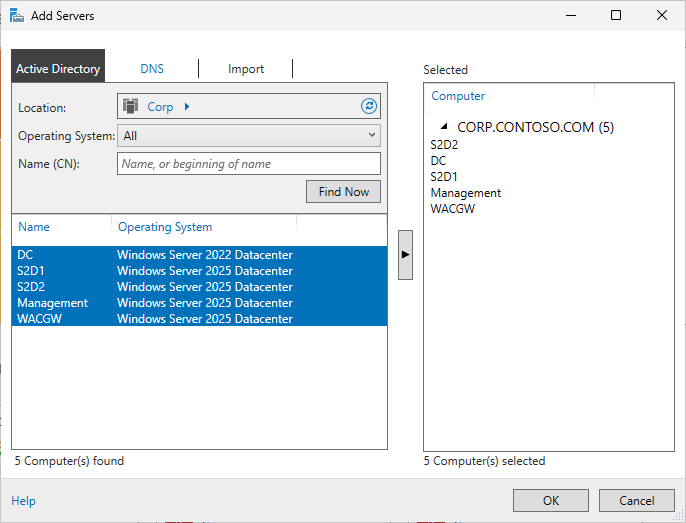 Add Servers
Active Directory
DNS
Import
Location:
Corp
Operating System:
All
Name (CN):
Name, or beginning of name
Find Now
Name Operating System
DC Windows Server 2022 Datacenter
S2D1 Windows Server 2025 Datacenter
S2D2 Windows Server 2025 Datacenter
Management Windows Server 2025 Datacenter
WACGW Windows Server 2025 Datacenter
5 Computer(s) found
Selected
Computer
CORP.CONTOSO.COM (5)
S2D2
DC
S2D1
Management
WACGW
5 Computer(s) selected
Help
OK
Cancel